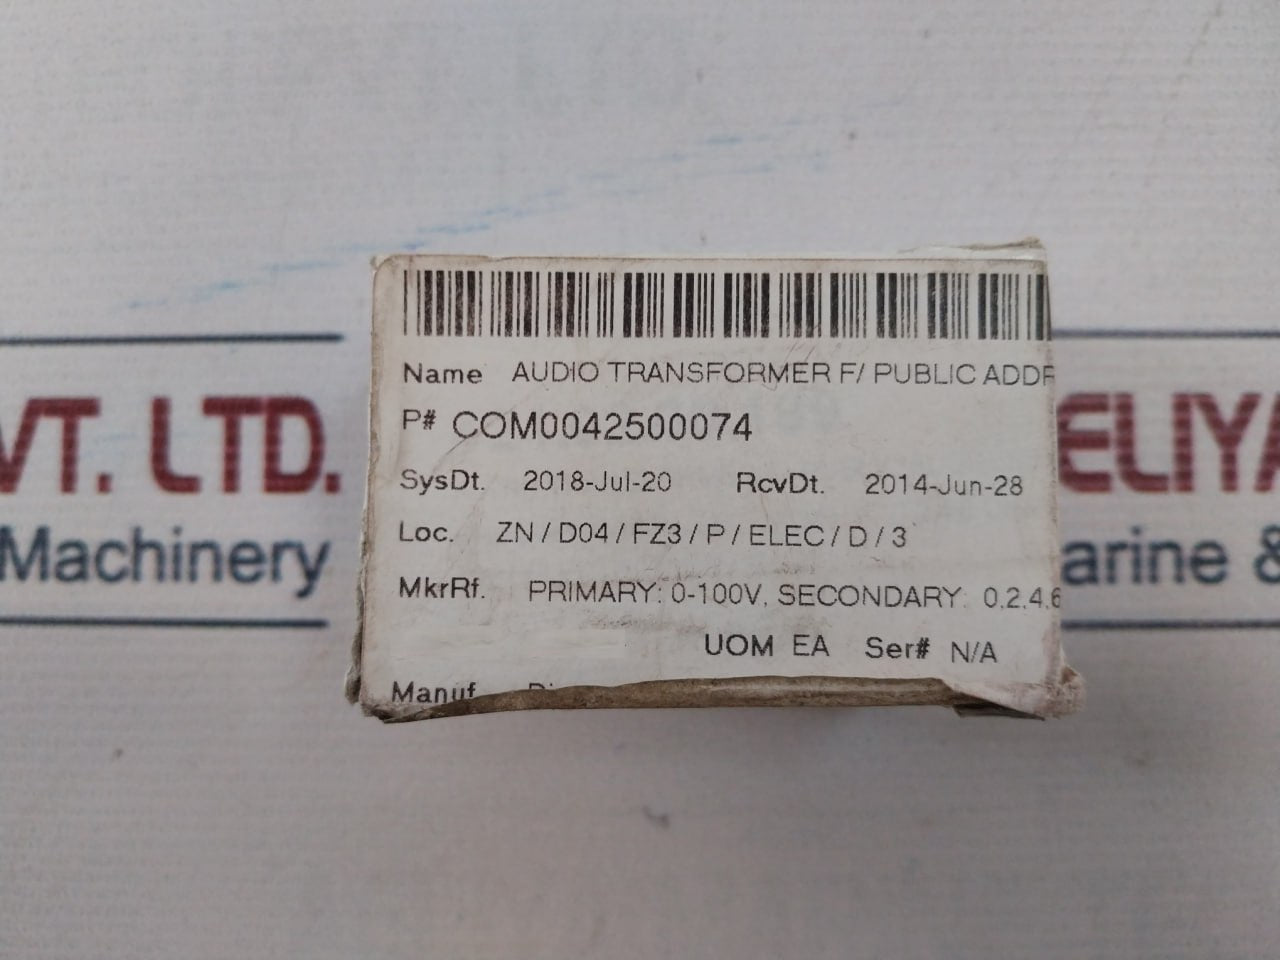 Name AUDIO TRANSFORMER F/ PUBLIC ADDR
P# COM0042500074
SysDt. 2018-Jul-20 RcvDt. 2014-Jun-28
Loc. ZN / D04 / FZ3 / P / ELEC / D / 3
MkrRf. PRIMARY: 0-100V, SECONDARY: 0,2,4,6
UOM EA Ser# N/A
Manuf.
VT. LTD.
Machinery
ELIYA
arine &